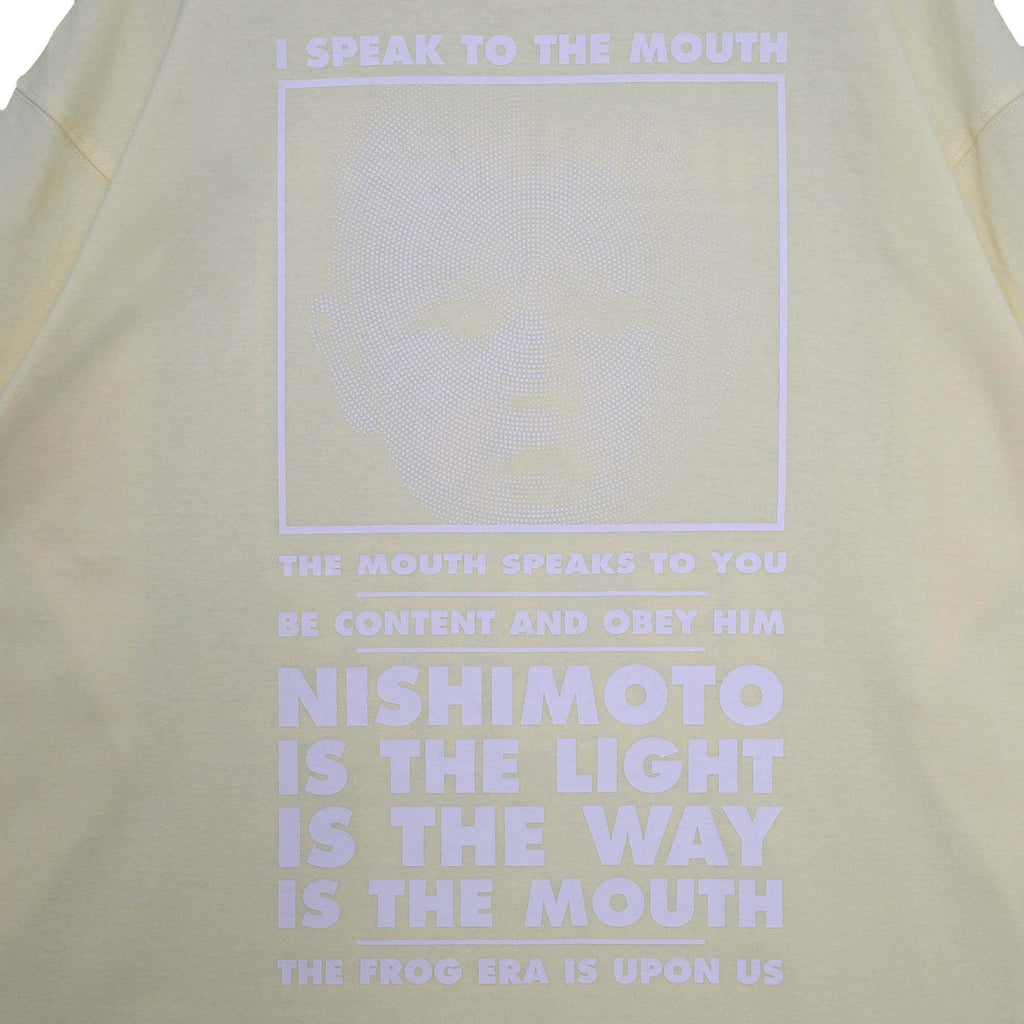 I SPEAK TO THE MOUTH
THE MOUTH SPEAKS TO YOU
BE CONTENT AND OBEY HIM
NISHIMOTO
IS THE LIGHT
IS THE WAY
IS THE MOUTH
THE FROG ERA IS UPON US